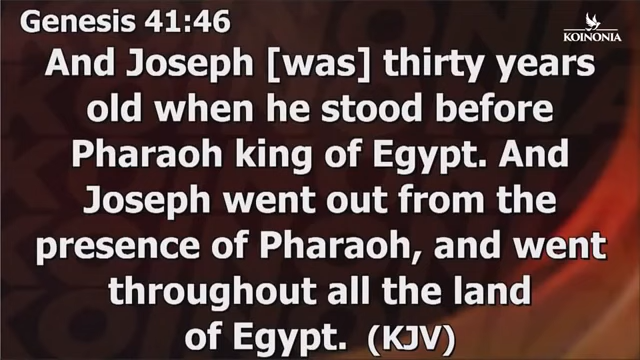 Genesis 41:46
KOINONIA
And Joseph [was] thirty years
old when he stood before
Pharaoh king of Egypt. And
Joseph went out from the
presence of Pharaoh, and went
throughout all the land
of Egypt. (KJV)